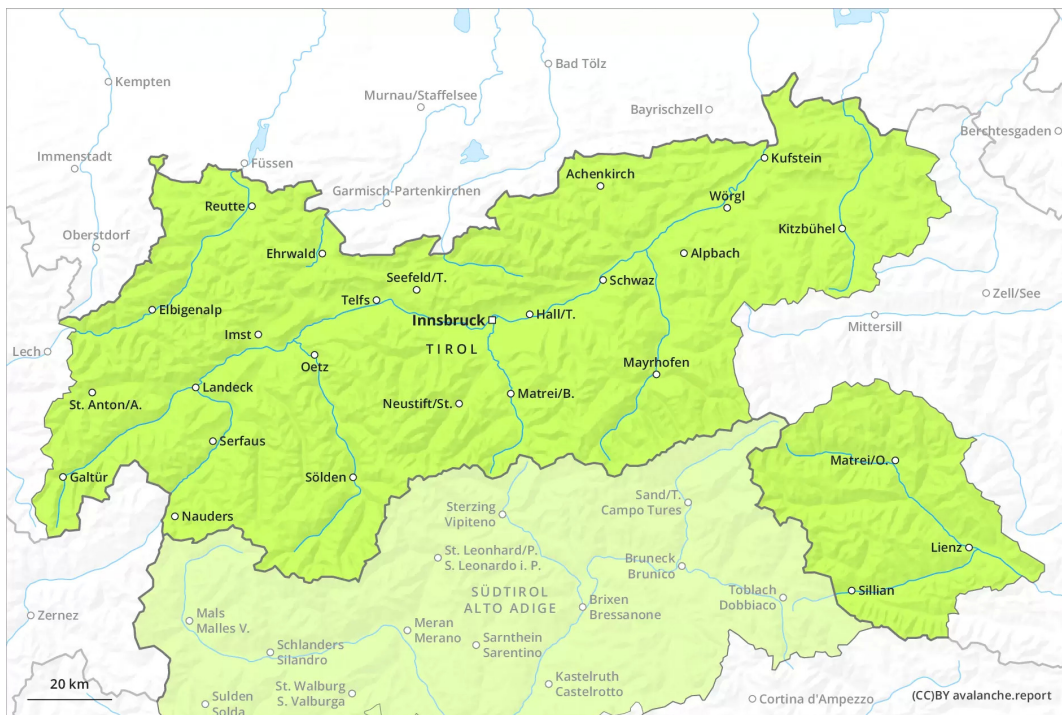 Kempten
Bad Tölz
Murnau/Staffelsee
Bayrischzell
Berchtesgaden
Immenstadt
Füssen
Kufstein
Achenkirch
Garmisch-Partenkirchen
Reutte
Wörgl
Oberstdorf
Kitzbühel
Ehrwald
Alpbach
Seefeld/T.
Schwaz
Zell/See
Telfs
Elbigenalp
Innsbruck
Hall/T.
Mittersill
Imst
Lech
TIROL
Oetz
Mayrhofen
Landeck
St. Anton/A.
Neustift/St.
Matrei/B.
Serfaus
Matrei/O.
Galtür
Sölden
Sand/T.
Campo Tures
Sterzing
Vipiteno
Nauders
Lienz
St. Leonhard/P.
S. Leonardo i. P.
Bruneck
Brunico
SÜDTIROL
ALTO ADIGE
Toblach
Dobbiaco
Sillian
Brixen
Bressanone
Zernez
Mals
Malles V.
Meran
Merano
Sarnthein
Sarentino
Schlanders
Silandro
20 km
St. Walburg
S. Valburga
Kastelruth
Castelrotto
Sulden
Solda
Cortina d'Ampezzo
(CC)BY avalanche.report